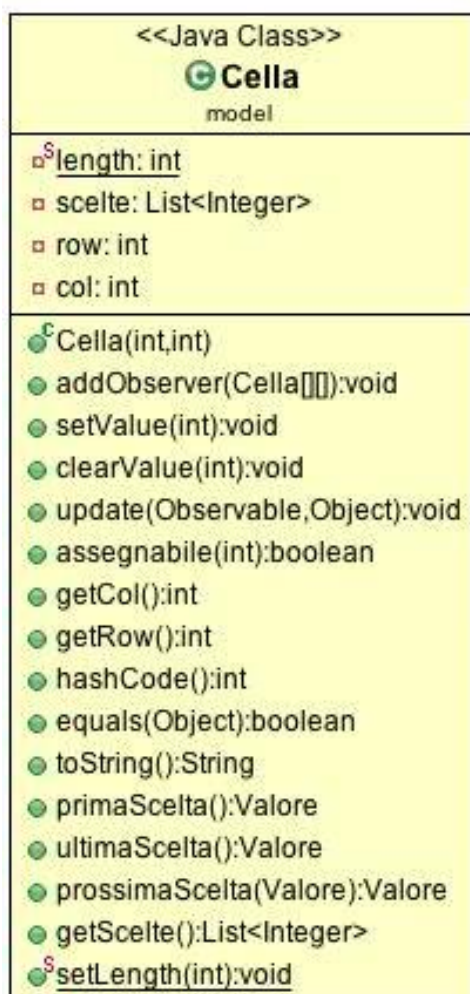 <<Java Class>>
Cella
model
length: int
scelte: List<Integer>
row: int
col: int
Cella(int,int)
addObserver(Cella[][]):void
setValue(int):void
clearValue(int):void
update(Observable,Object):void
assegnabile(int):boolean
getCol():int
getRow():int
hashCode():int
equals(Object):boolean
toString():String
primaScelta():Valore
ultimaScelta():Valore
prossimaScelta(Valore):Valore
getScelte():List<Integer>
setLength(int):void